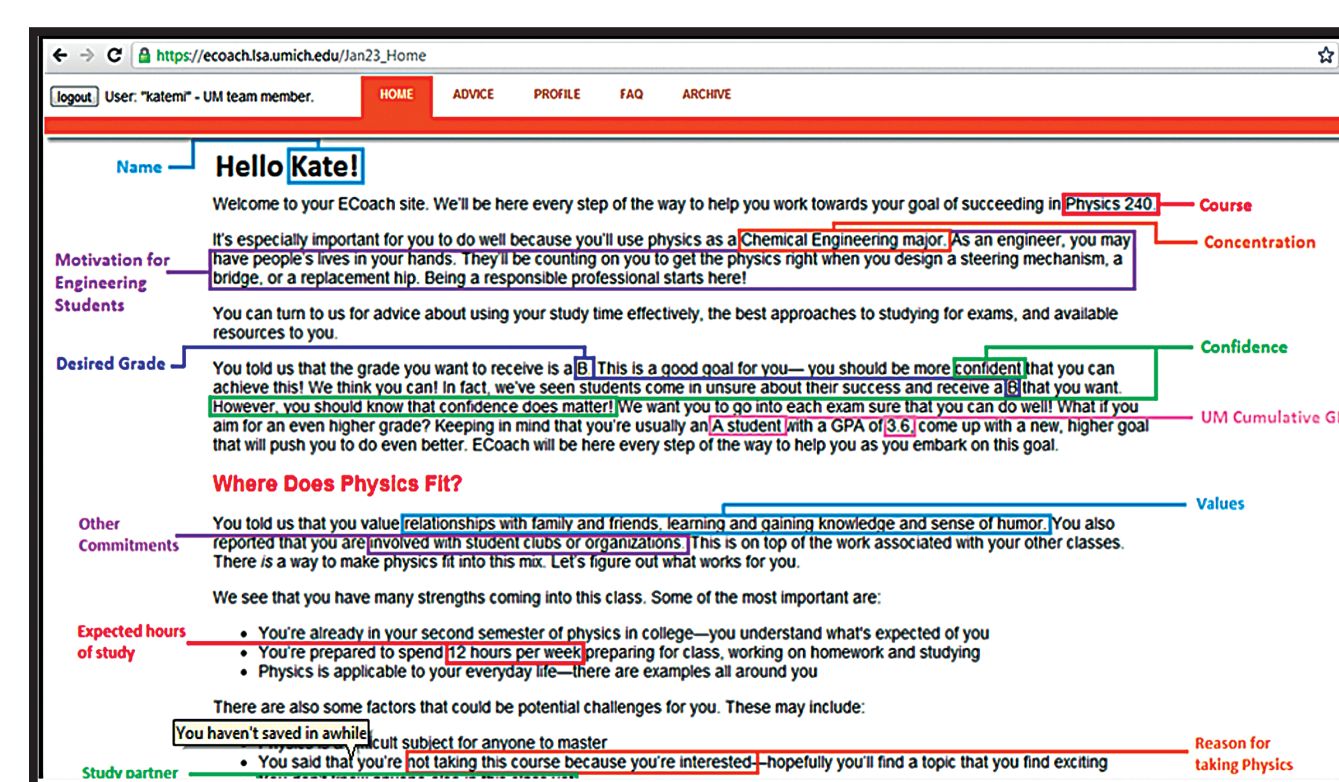 https://ecoach.lsa.umich.edu/Jan23_Home
logout User: "katemi" - UM team member. HOME ADVICE PROFILE FAQ ARCHIVE
Name
Hello Kate!
Welcome to your ECoach site. We'll be here every step of the way to help you work towards your goal of succeeding in Physics 240.
Course
It's especially important for you to do well because you'll use physics as a Chemical Engineering major. As an engineer, you may
have people's lives in your hands. They'll be counting on you to get the physics right when you design a steering mechanism, a
bridge, or a replacement hip. Being a responsible professional starts here!
Concentration
Motivation for
Engineering
Students
You can turn to us for advice about using your study time effectively, the best approaches to studying for exams, and available
resources to you.
Desired Grade
You told us that the grade you want to receive is a B. This is a good goal for you— you should be more confident that you can
achieve this! We think you can! In fact, we've seen students come in unsure about their success and receive a B that you want.
However, you should know that confidence does matter! We want you to go into each exam sure that you can do well! What if you
aim for an even higher grade? Keeping in mind that you're usually an A student with a GPA of 3.6, come up with a new, higher goal
that will push you to do even better. ECoach will be here every step of the way to help you as you embark on this goal.
Confidence
UM Cumulative
Where Does Physics Fit?
Values
Other
Commitments
You told us that you value relationships with family and friends, learning and gaining knowledge and sense of humor. You also
reported that you are involved with student clubs or organizations. This is on top of the work associated with your other classes.
There is a way to make physics fit into this mix. Let's figure out what works for you.
We see that you have many strengths coming into this class. Some of the most important are:
Expected hours
of study
• You're already in your second semester of physics in college—you understand what's expected of you
• You're prepared to spend 12 hours per week preparing for class, working on homework and studying
• Physics is applicable to your everyday life—there are examples all around you
There are also some factors that could be potential challenges for you. These may include:
You haven't saved in awhile
subject for anyone to master
• You said that you're not taking this course because you're interested—hopefully you'll find a topic that you find exciting
Reason for
taking Physics
Study partner